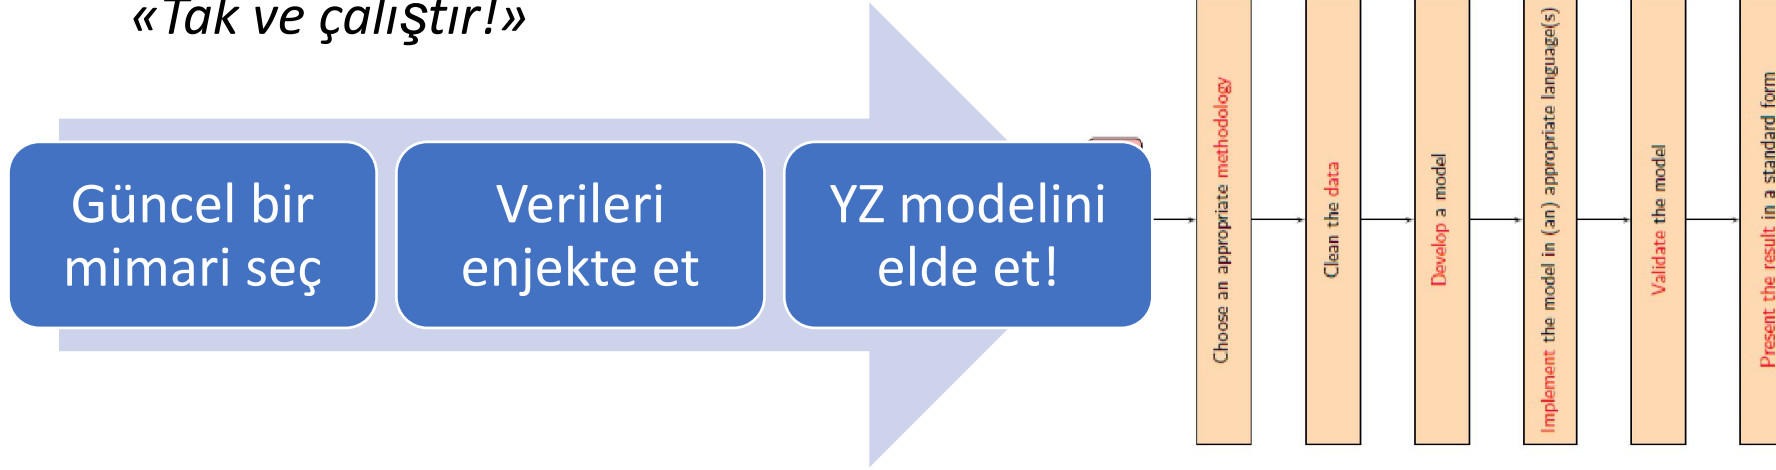 «Tak ve çalıştır!»
Güncel bir
mimari seç
Verileri
enjekte et
YZ modelini
elde et!
Choose an appropriate methodology
Clean the data
Develop a model
Implement the model in (an) appropriate language(s)
Validate the model
Present the result in a standard form